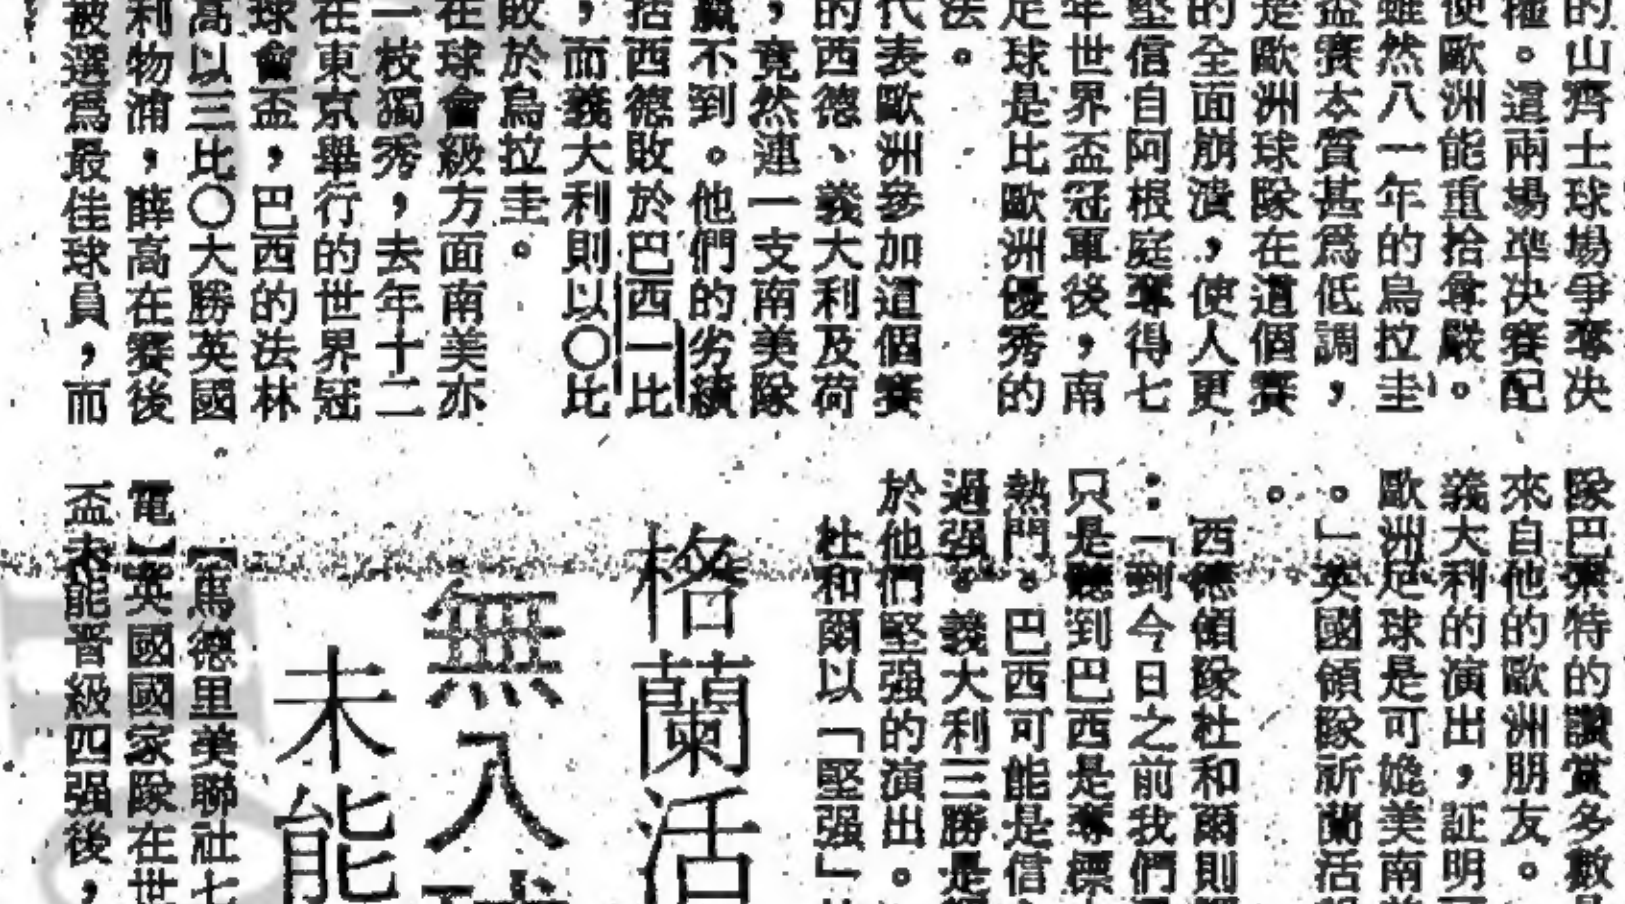 的山齊士球場爭奪決
權。這兩場準決賽配
使歐洲能重拾尊嚴。
雖然八一年的烏拉圭
盃賽本質甚爲低調，
是歐洲球隊在這個賽
的全面崩潰，使人更
堅信自阿根庭奪得七
年世界盃冠軍後，南
足球是比歐洲優秀的
法。
代表歐洲參加這個賽
的西德、義大利及荷
，竟然連一支南美隊
贏不到。他們的劣績
括西德敗於巴西一比
，而義大利則以〇比
敗於烏拉圭。
在球會級方面南美亦
一枝獨秀，去年十二
在東京舉行的世界冠
球會盃，巴西的法林
高以三比〇大勝英國
利物浦，薛高在賽後
被選爲最佳球員，而
隊巴索特的讚賞多數
來自他的歐洲朋友。
義大利的演出，証明
歐洲足球是可媲美南
。」英國領隊祈蘭活
。
西德領隊杜和爾則
：「到今日之前我們
只是聽到巴西是奪標
熱門。巴西可能是信
過强。義大利三勝是
於他們堅强的演出。
杜和爾以「堅强」
格蘭活
無入球
未能
【馬德里美聯社七
電】英國國家隊在世
盃未能晋級四强後，